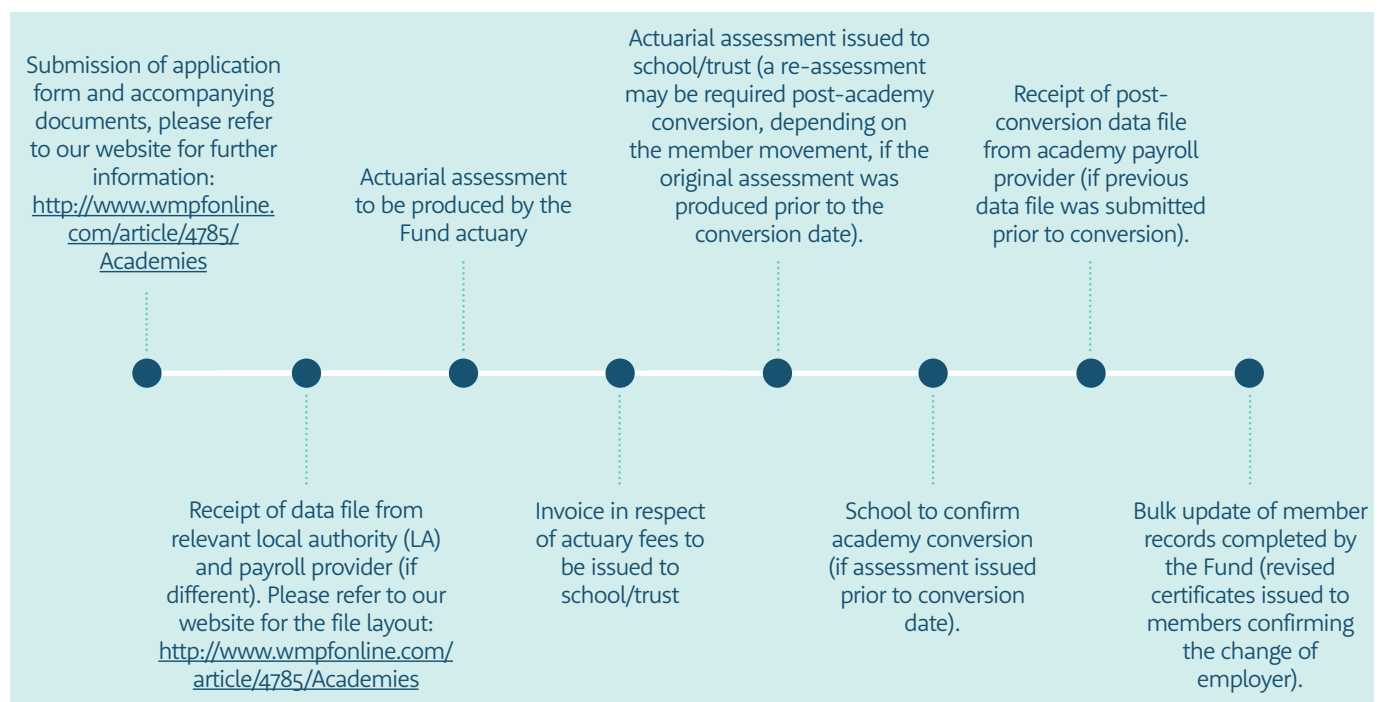 Submission of application
form and accompanying
documents, please refer
to our website for further
information:
http://www.wmpfonline.
com/article/4785/
Academies
Receipt of data file from
relevant local authority (LA)
and payroll provider (if
different). Please refer to our
website for the file layout:
http://www.wmpfonline.com/
article/4785/Academies
Actuarial assessment
to be produced by the
Fund actuary
Invoice in respect
of actuary fees to
be issued to
school/trust
Actuarial assessment issued to
school/trust (a re-assessment
may be required post-academy
conversion, depending on
the member movement, if the
original assessment was
produced prior to the
conversion date).
School to confirm
academy conversion
(if assessment issued
prior to conversion
date).
Receipt of post-
conversion data file
from academy payroll
provider (if previous
data file was submitted
prior to conversion).
Bulk update of member
records completed by
the Fund (revised
certificates issued to
members confirming
the change of
employer).